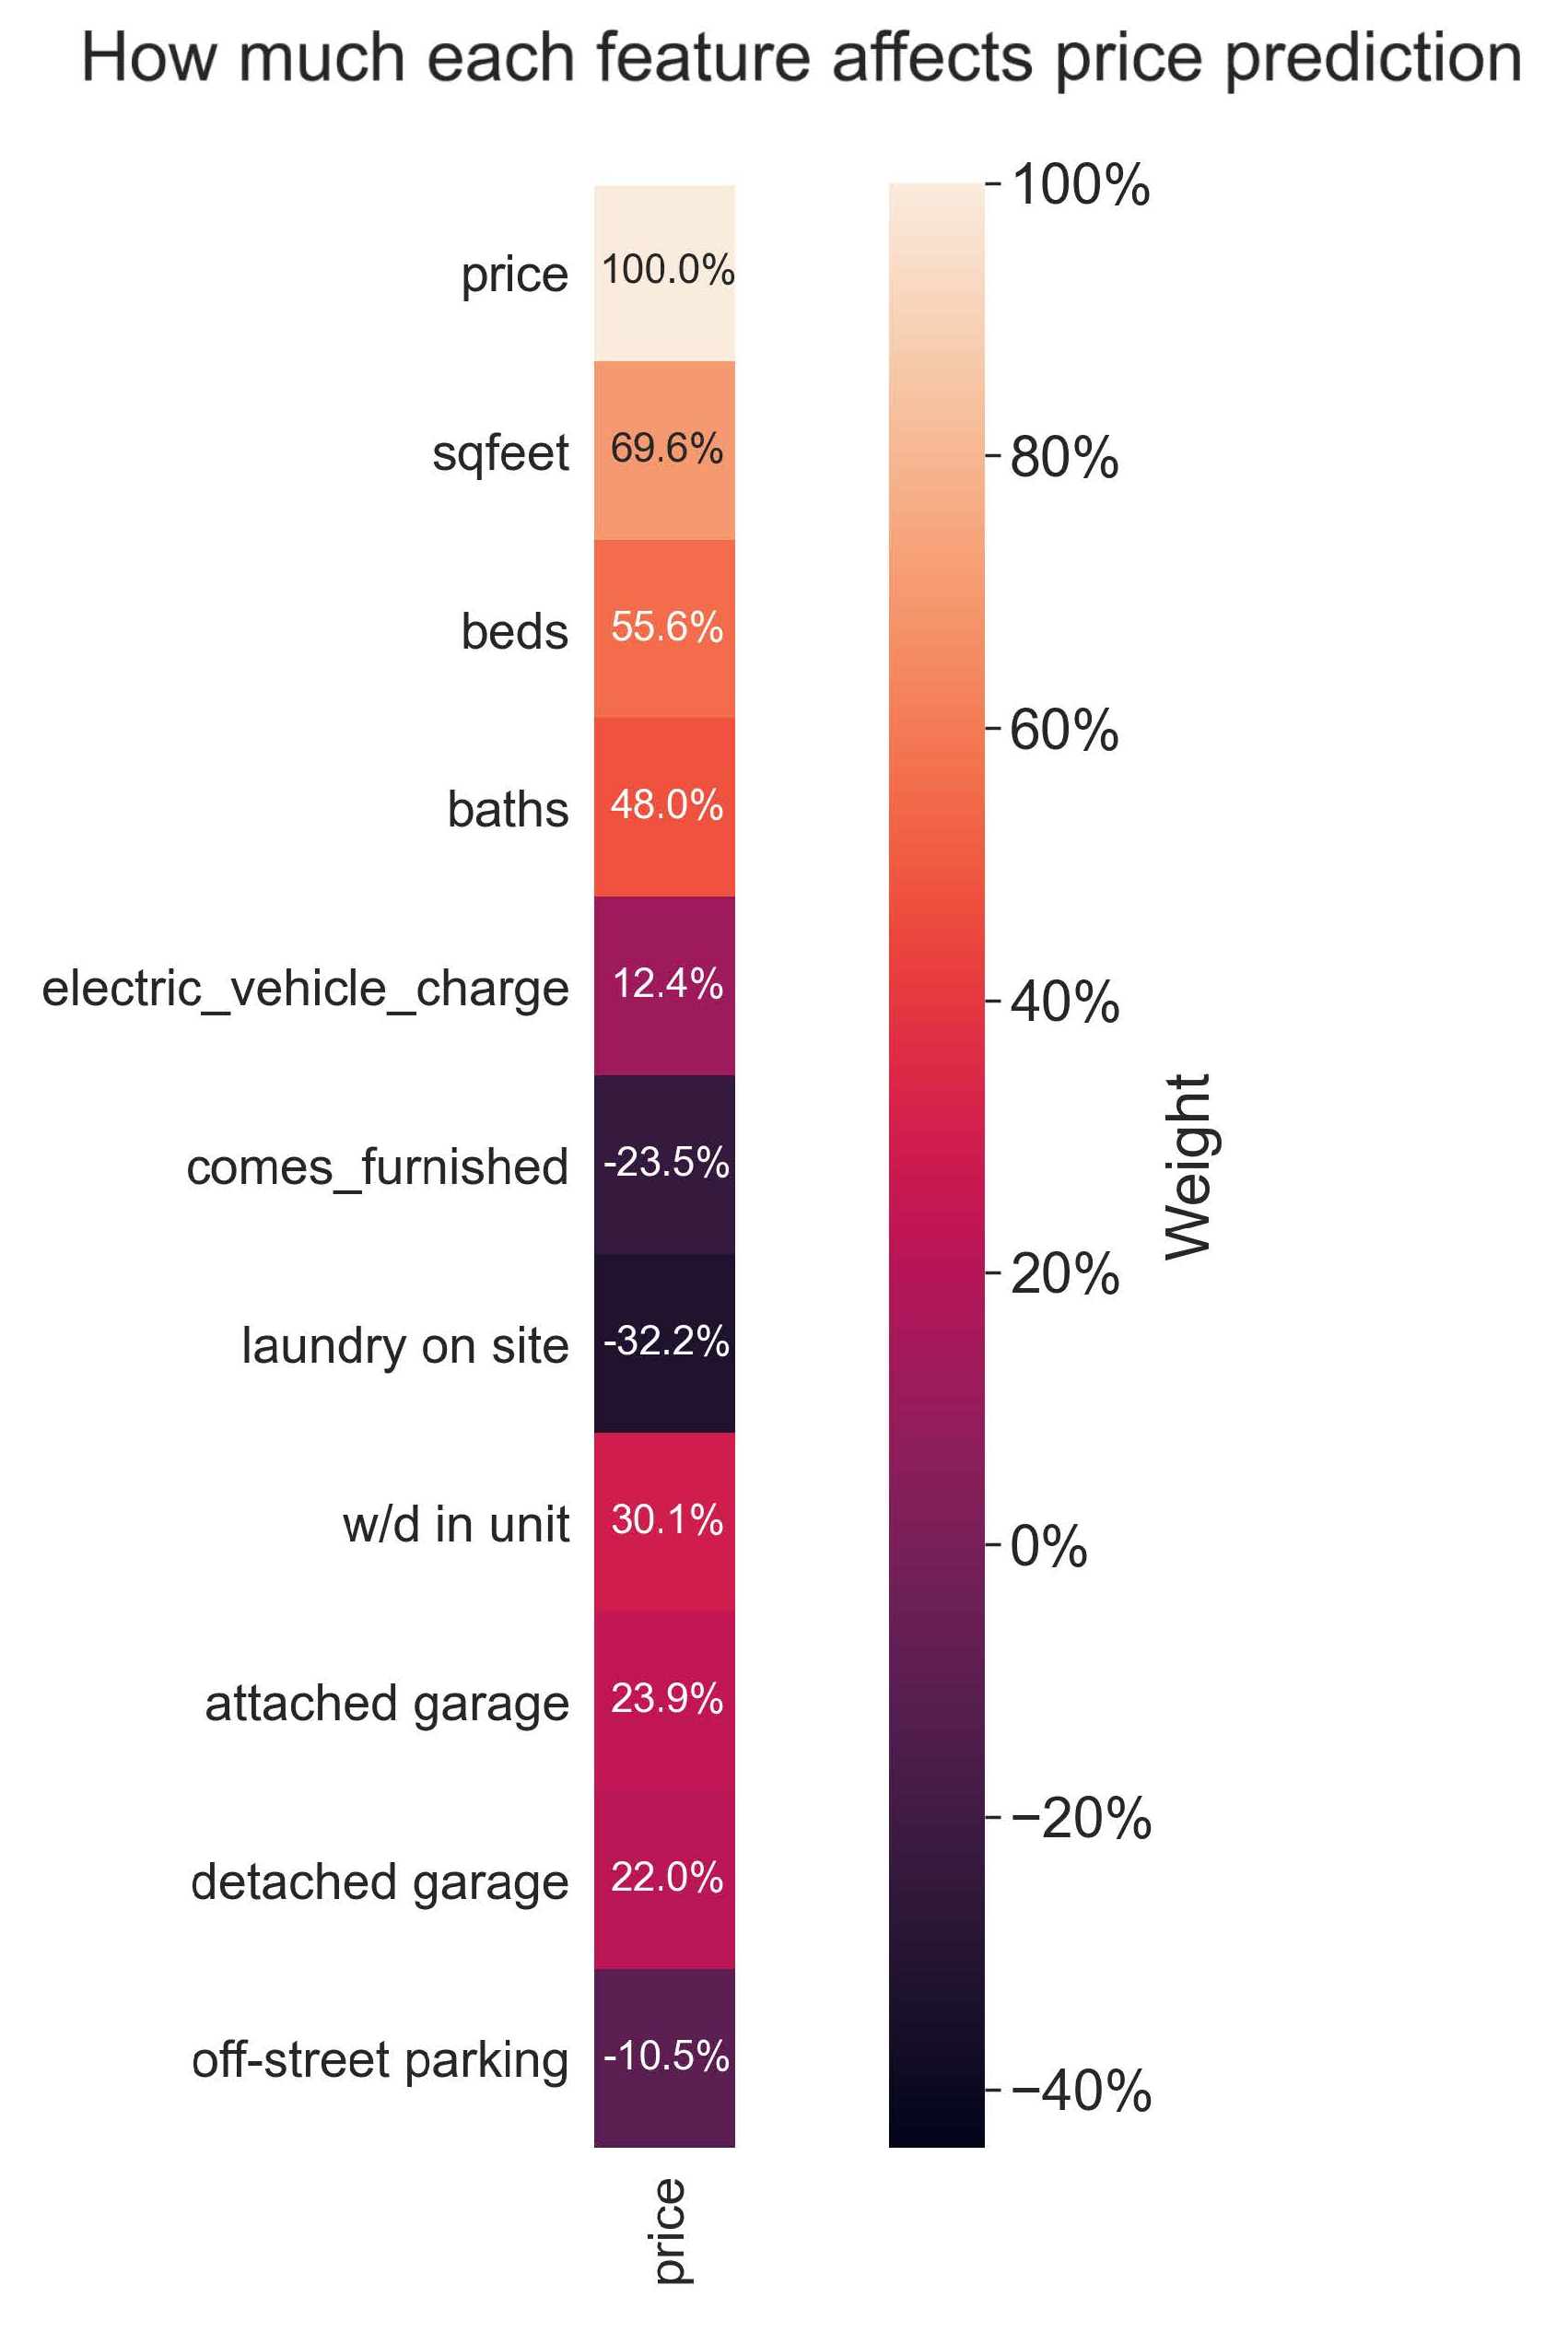 How much each feature affects price prediction
price 100.0%
sqfeet 69.6%
beds 55.6%
baths 48.0%
electric_vehicle_charge 12.4%
comes_furnished -23.5%
laundry on site -32.2%
w/d in unit 30.1%
attached garage 23.9%
detached garage 22.0%
off-street parking -10.5%
price
100%
80%
60%
40%
20%
0%
−20%
−40%
Weight